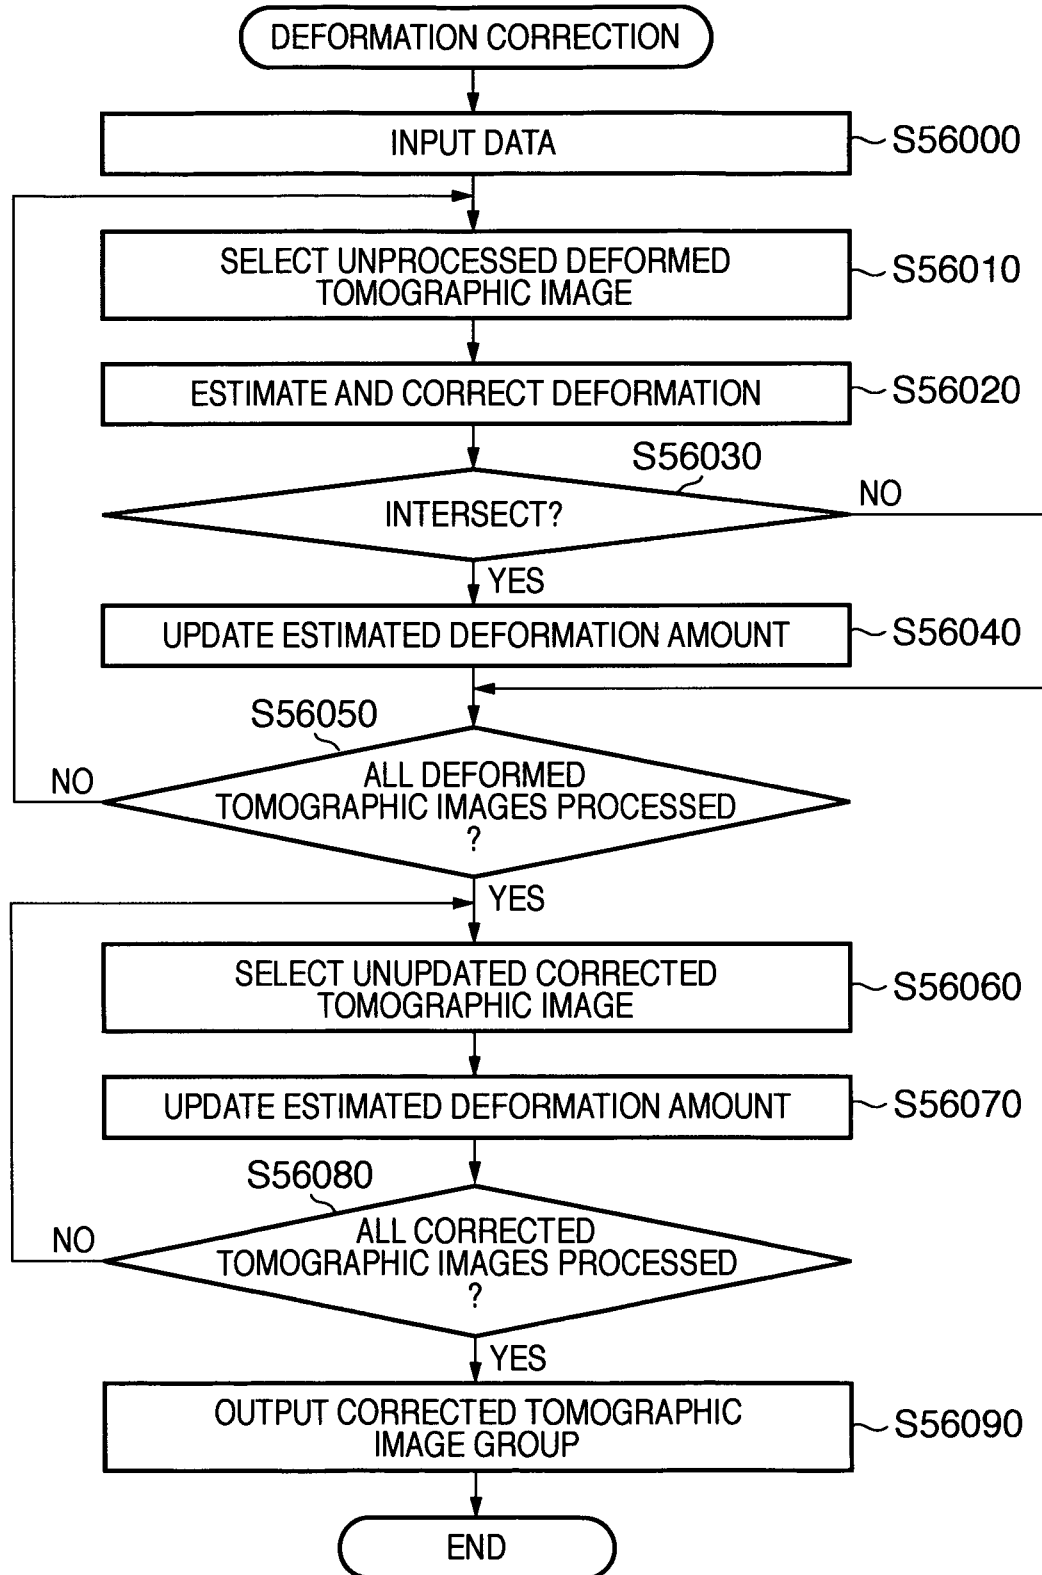 DEFORMATION CORRECTION
INPUT DATA
S56000
SELECT UNPROCESSED DEFORMED
TOMOGRAPHIC IMAGE
S56010
ESTIMATE AND CORRECT DEFORMATION
S56020
S56030
INTERSECT?
NO
YES
UPDATE ESTIMATED DEFORMATION AMOUNT
S56040
S56050
ALL DEFORMED
TOMOGRAPHIC IMAGES PROCESSED
?
NO
YES
SELECT UNUPDATED CORRECTED
TOMOGRAPHIC IMAGE
S56060
UPDATE ESTIMATED DEFORMATION AMOUNT
S56070
S56080
ALL CORRECTED
TOMOGRAPHIC IMAGES PROCESSED
?
NO
YES
OUTPUT CORRECTED TOMOGRAPHIC
IMAGE GROUP
S56090
END